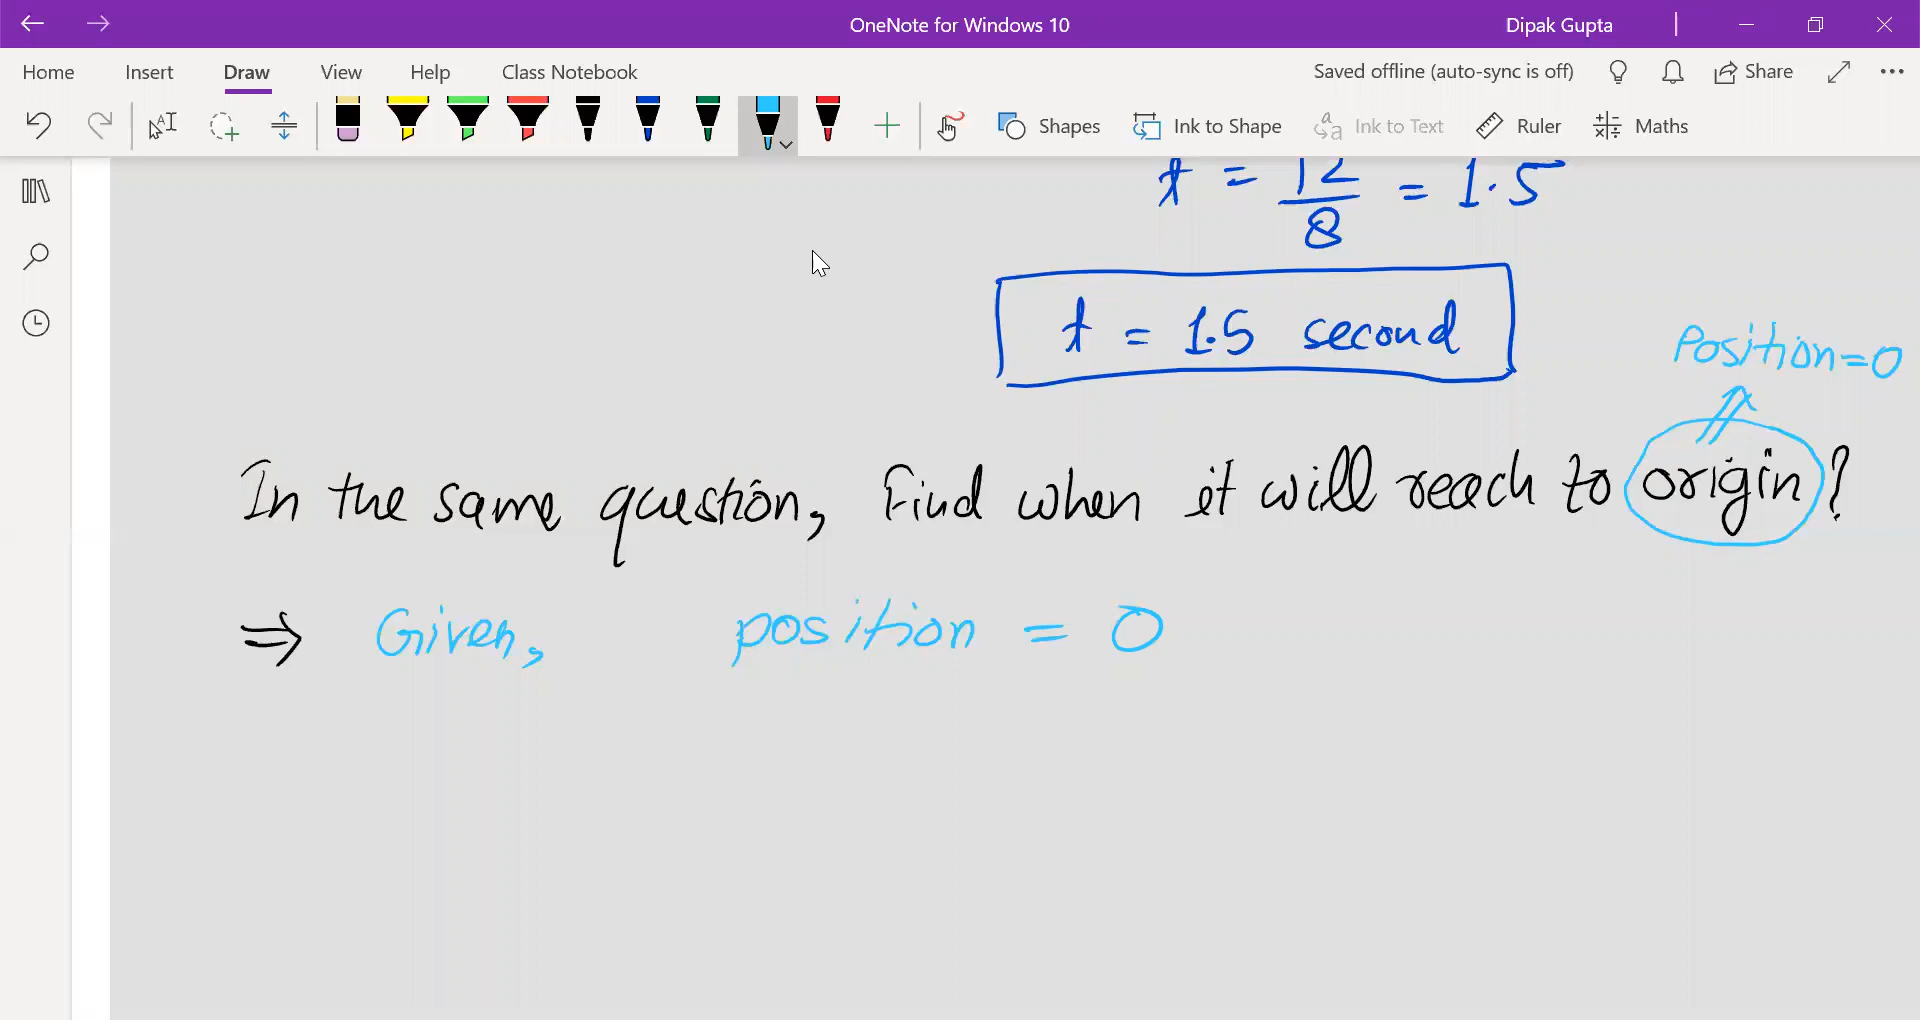 OneNote for Windows 10
Dipak Gupta
Home Insert Draw View Help Class Notebook
Saved offline (auto-sync is off) Share
Shapes Ink to Shape Ink to Text Ruler Maths
t = 12/8 = 1.5
t = 1.5 second
Position=0
In the same question, Find when it will reach to origin?
⇒ Given, position = 0